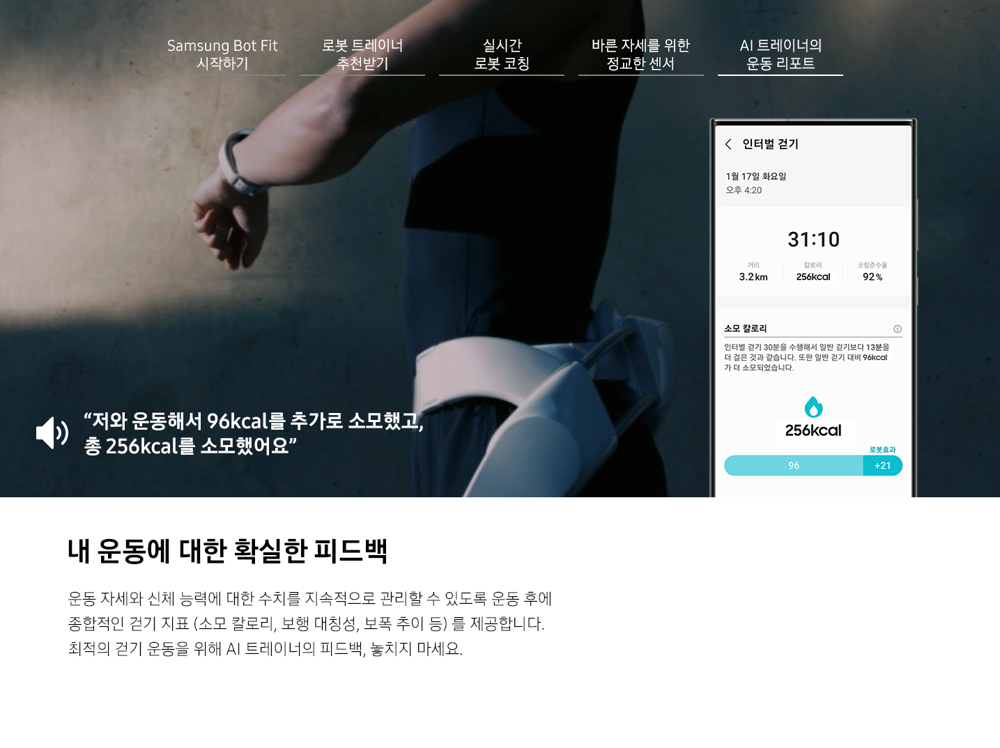 Samsung Bot Fit
시작하기
로봇 트레이너
추천받기
실시간
로봇 코칭
바른 자세를 위한
정교한 센서
AI 트레이너의
운동 리포트
인터벌 걷기
1월 17일 화요일
오후 4:20
31:10
거리 칼로리 코칭준수율
3.2 km 256kcal 92 %
소모 칼로리
인터벌 걷기 30분을 수행해서 일반 걷기보다 13분을
더 걸은 것과 같습니다. 또한 일반 걷기 대비 96kcal
가 더 소모되었습니다.
256kcal
로봇효과
96 +21
“저와 운동해서 96kcal를 추가로 소모했고,
총 256kcal를 소모했어요”
내 운동에 대한 확실한 피드백
운동 자세와 신체 능력에 대한 수치를 지속적으로 관리할 수 있도록 운동 후에
종합적인 걷기 지표 (소모 칼로리, 보행 대칭성, 보폭 추이 등) 를 제공합니다.
최적의 걷기 운동을 위해 AI 트레이너의 피드백, 놓치지 마세요.